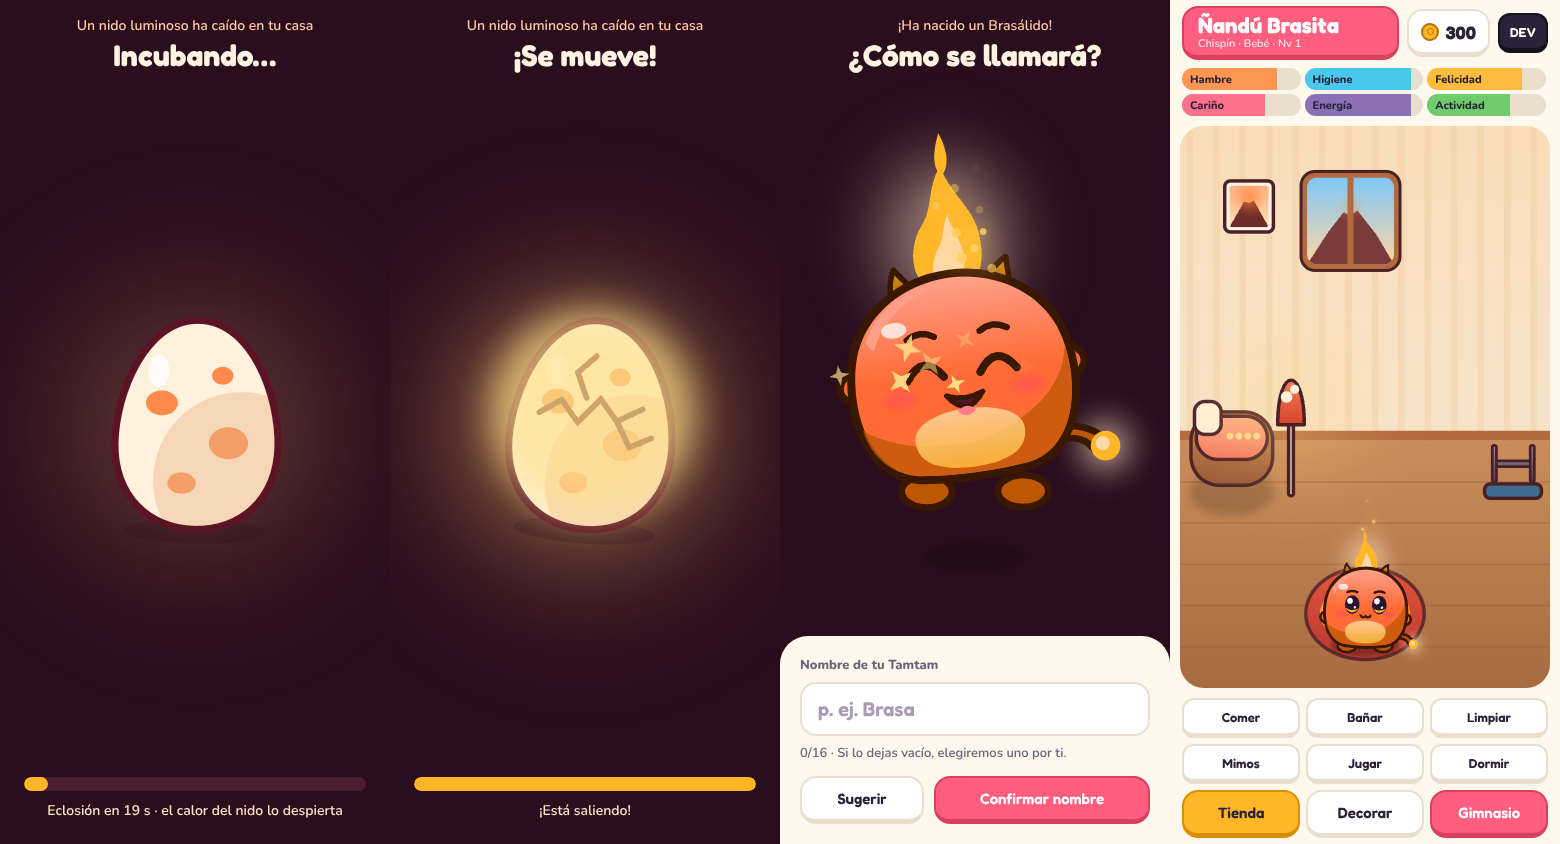 Un nido luminoso ha caído en tu casa
Incubando...
Eclosión en 19 s · el calor del nido lo despierta
Un nido luminoso ha caído en tu casa
¡Se mueve!
¡Está saliendo!
¡Ha nacido un Brasálido!
¿Cómo se llamará?
Nombre de tu Tamtam
p. ej. Brasa
0/16 · Si lo dejas vacío, elegiremos uno por ti.
Sugerir
Confirmar nombre
Ñandú Brasita
Chispín · Bebé · Nv 1
300
DEV
Hambre
Higiene
Felicidad
Cariño
Energía
Actividad
Comer
Bañar
Limpiar
Mimos
Jugar
Dormir
Tienda
Decorar
Gimnasio